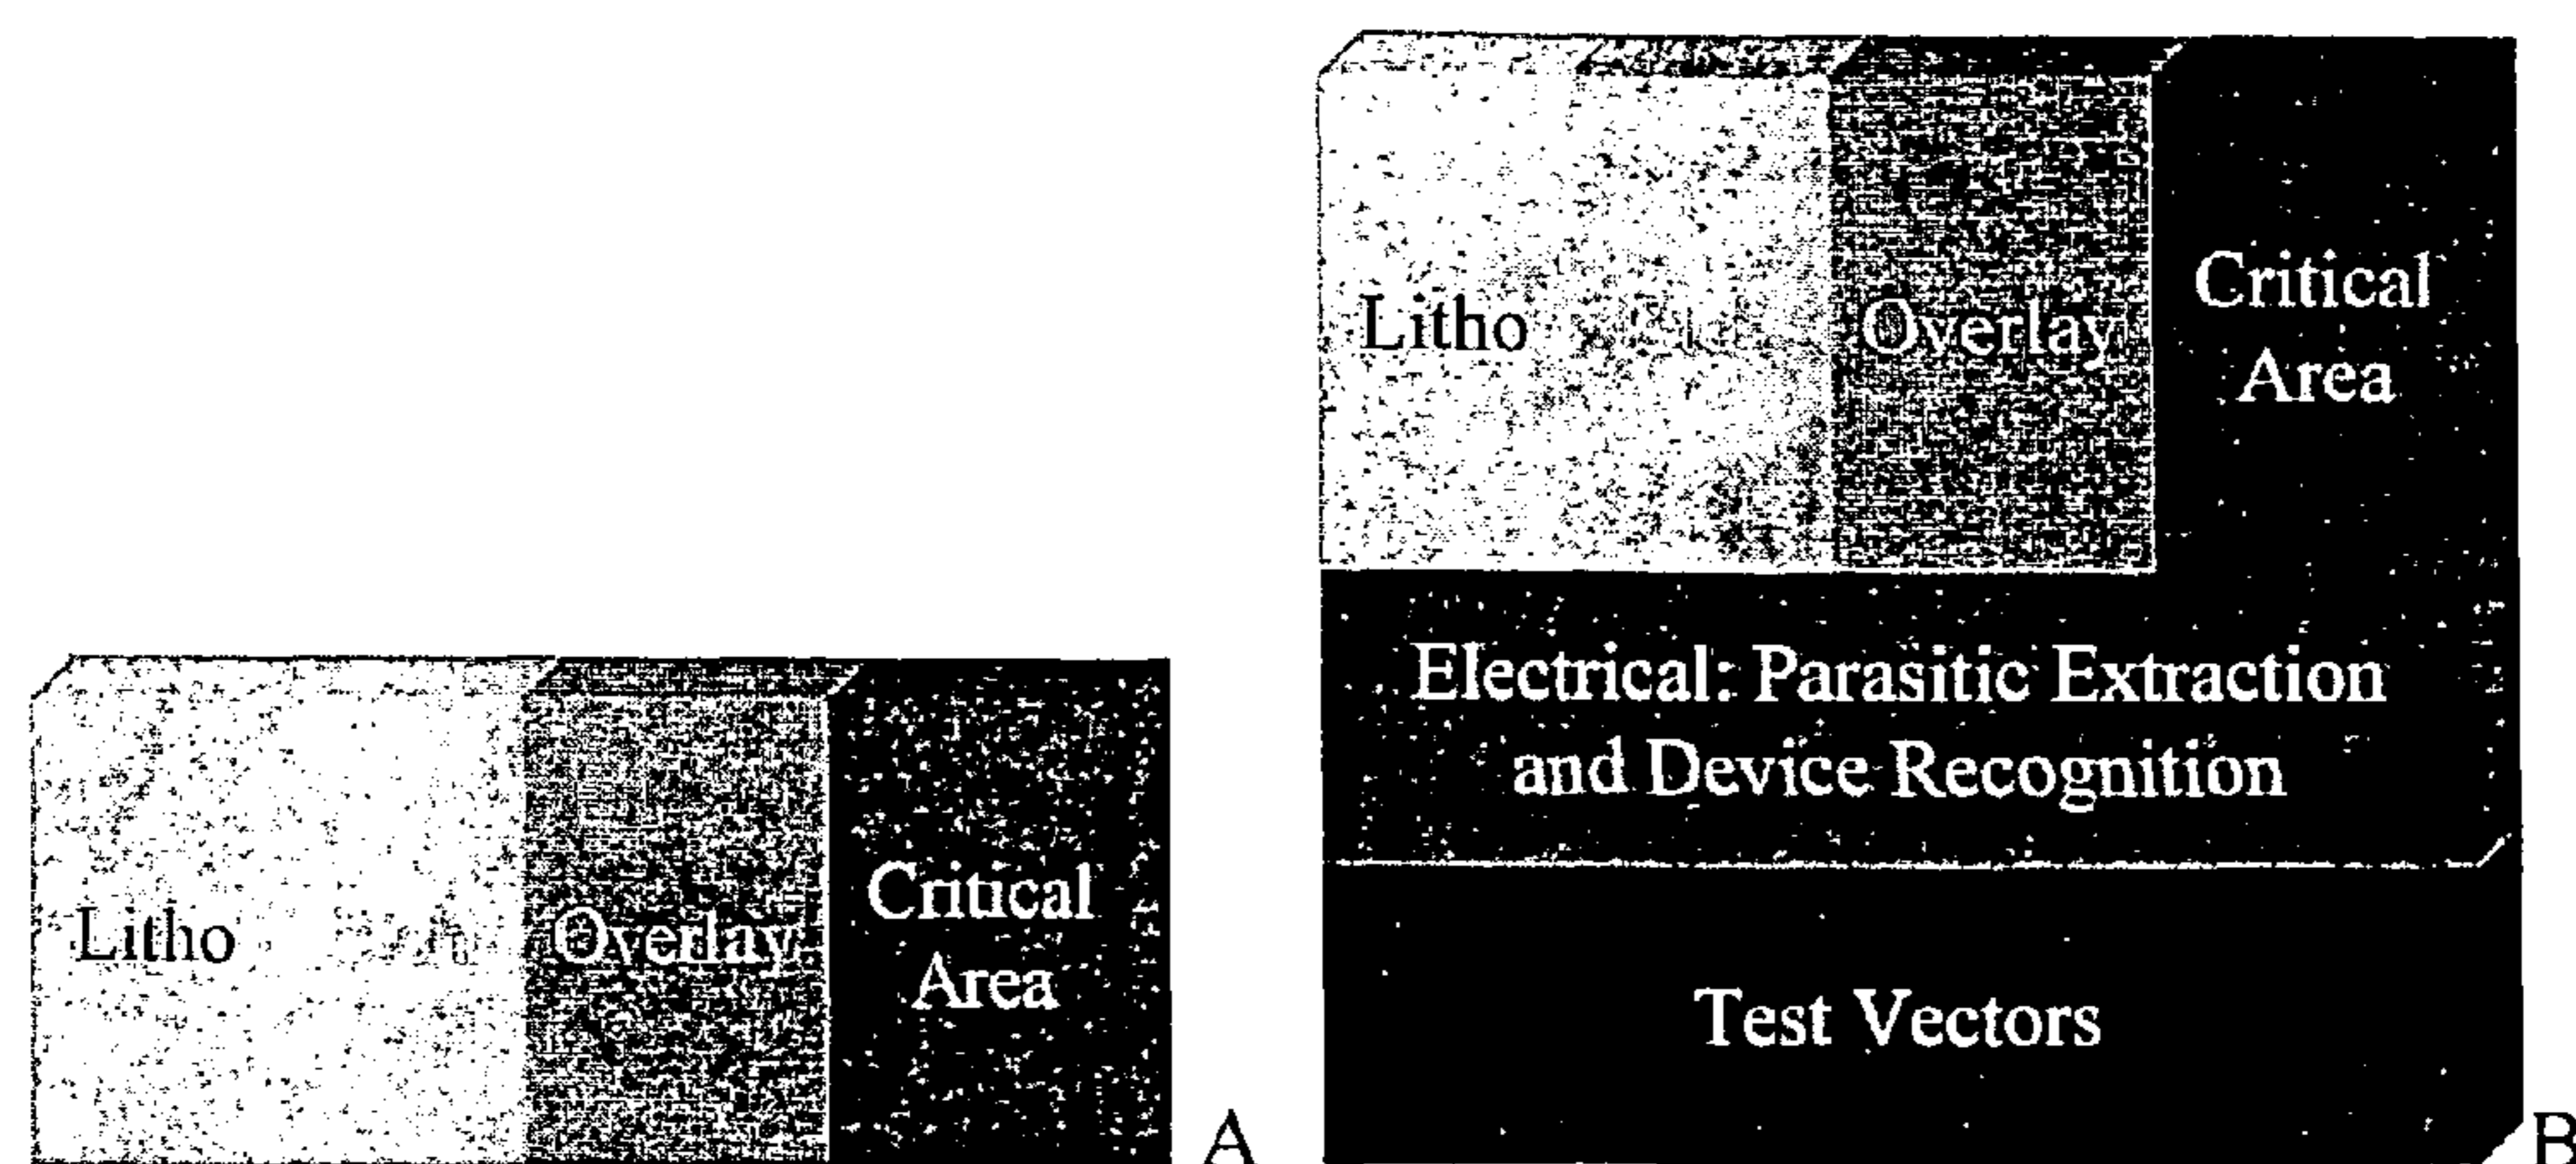 Litho
Overlay
Critical
Area
A
Litho
Overlay
Critical
Area
Electrical: Parasitic Extraction
and Device Recognition
Test Vectors
B